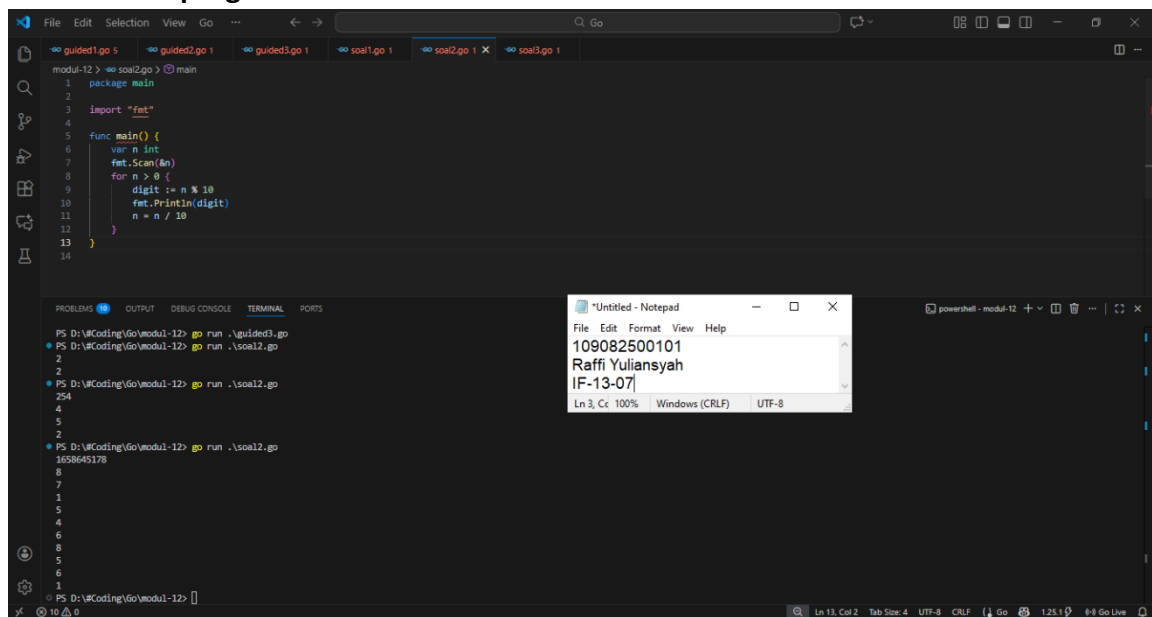 File Edit Selection View Go ... Go
guided1.go 5 guided2.go 1 guided3.go 1 soal1.go 1 soal2.go 1 soal3.go 1
modul-12 > soal2.go > main
1 package main
2
3 import "fmt"
4
5 func main() {
6 var n int
7 fmt.Scan(&n)
8 for n > 0 {
9 digit := n % 10
10 fmt.Println(digit)
11 n = n / 10
12 }
13 }
14
PROBLEMS 10 OUTPUT DEBUG CONSOLE TERMINAL PORTS
powershell - modul-12
PS D:\#Coding\Go\modul-12> go run .\guided3.go
PS D:\#Coding\Go\modul-12> go run .\soal2.go
2
2
PS D:\#Coding\Go\modul-12> go run .\soal2.go
254
4
5
2
PS D:\#Coding\Go\modul-12> go run .\soal2.go
1658645178
8
7
1
5
4
6
8
5
6
1
PS D:\#Coding\Go\modul-12>
*Untitled - Notepad
File Edit Format View Help
109082500101
Raffi Yuliansyah
IF-13-07
Ln 3, Cc 100% Windows (CRLF) UTF-8
10 0 Ln 13, Col 2 Tab Size: 4 UTF-8 CRLF Go 1.25.1 Go Live